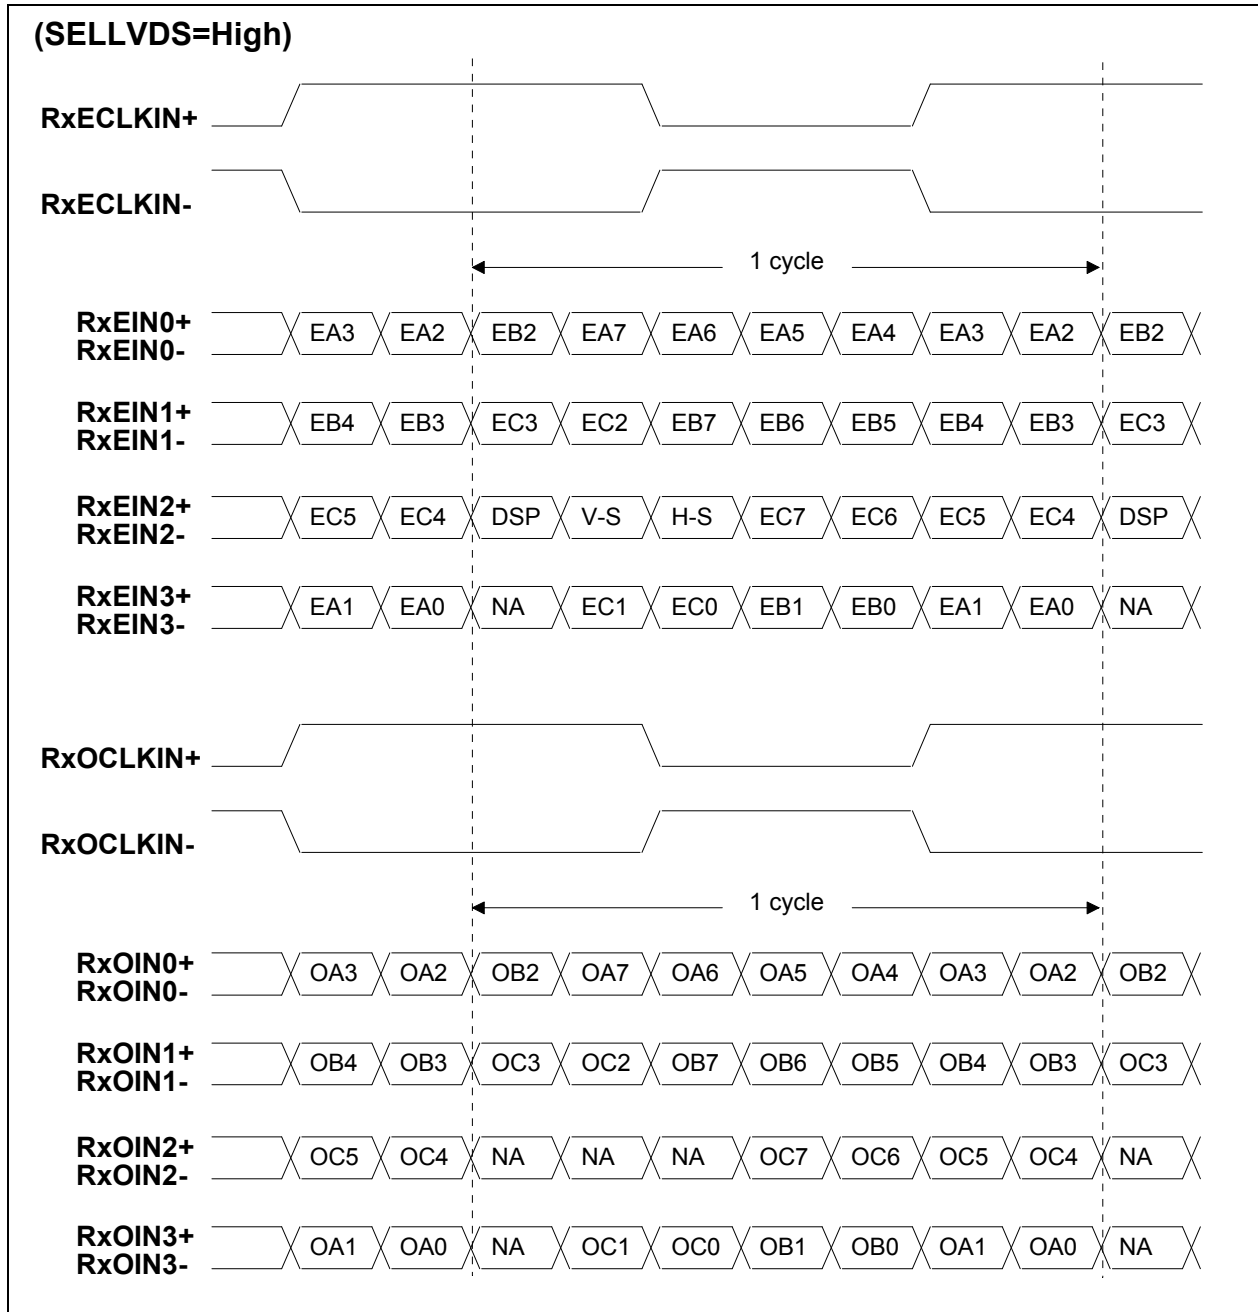 (SELLVDS=High)
RxECLKIN+
RxECLKIN-
1 cycle
RxEIN0+
RxEIN0-
EA3 EA2 EB2 EA7 EA6 EA5 EA4 EA3 EA2 EB2
RxEIN1+
RxEIN1-
EB4 EB3 EC3 EC2 EB7 EB6 EB5 EB4 EB3 EC3
RxEIN2+
RxEIN2-
EC5 EC4 DSP V-S H-S EC7 EC6 EC5 EC4 DSP
RxEIN3+
RxEIN3-
EA1 EA0 NA EC1 EC0 EB1 EB0 EA1 EA0 NA
RxOCLKIN+
RxOCLKIN-
1 cycle
RxOIN0+
RxOIN0-
OA3 OA2 OB2 OA7 OA6 OA5 OA4 OA3 OA2 OB2
RxOIN1+
RxOIN1-
OB4 OB3 OC3 OC2 OB7 OB6 OB5 OB4 OB3 OC3
RxOIN2+
RxOIN2-
OC5 OC4 NA NA NA OC7 OC6 OC5 OC4 NA
RxOIN3+
RxOIN3-
OA1 OA0 NA OC1 OC0 OB1 OB0 OA1 OA0 NA